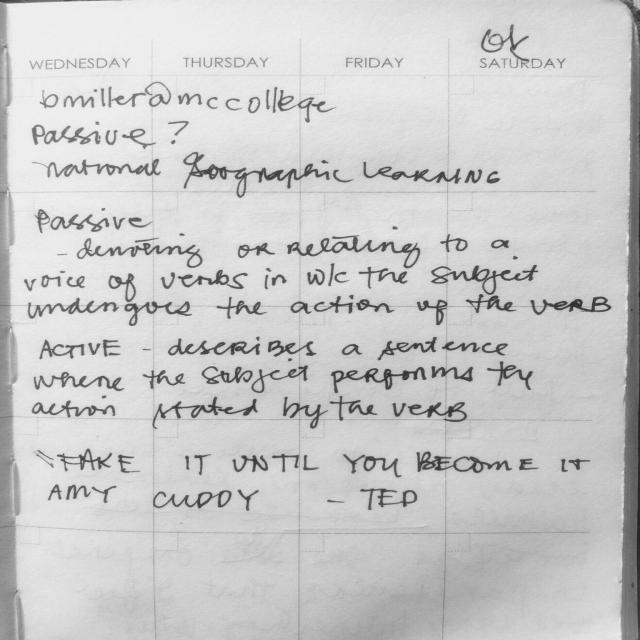 ok
WEDNESDAY THURSDAY FRIDAY SATURDAY
bmiller@mccollege
Passive ?
national Geographic LeARNING
Passive
- denoting or relating to a
voice of verbs in w/c the subject
undergoes the action of the verB
ACTIVE - describes a sentence
where the subject performs the
action stated by the verB
FAKE IT UNTIL YOU BECOME IT
AMY CUDDY - TED